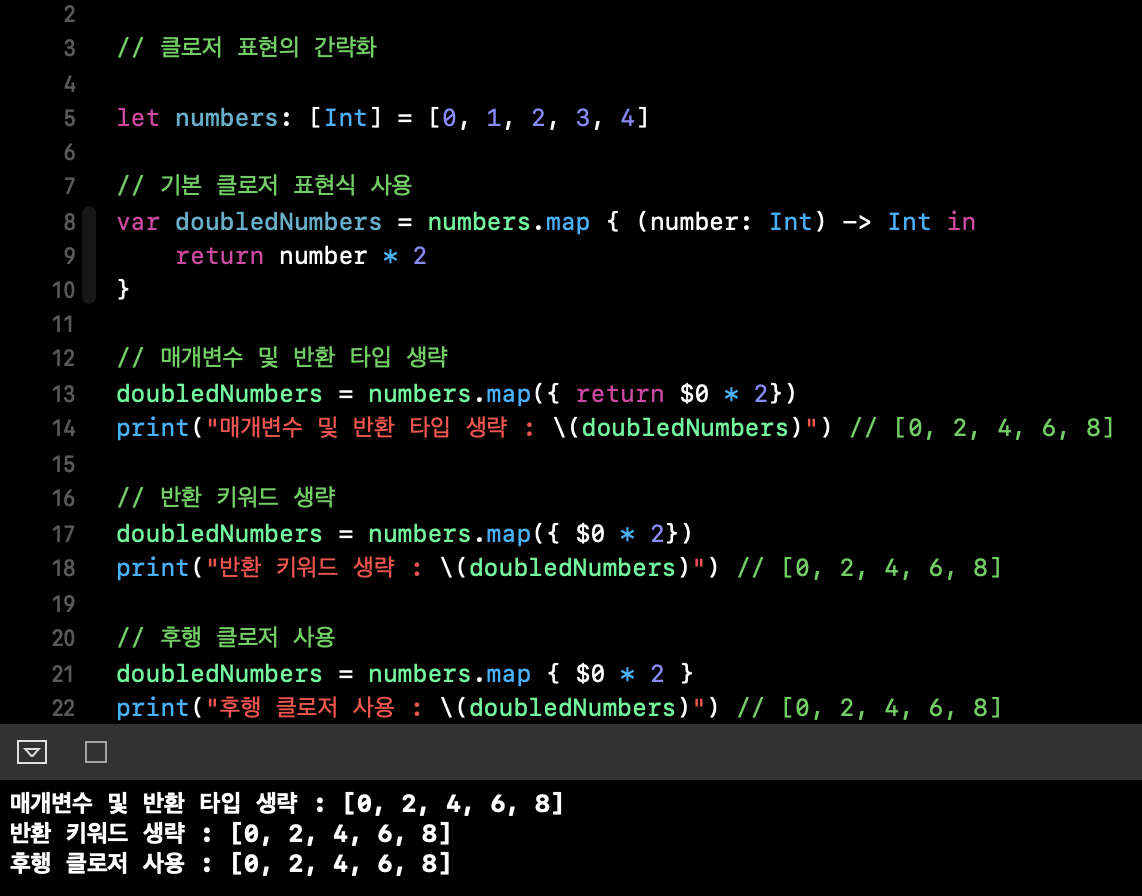 2
3 // 클로저 표현의 간략화
4
5 let numbers: [Int] = [0, 1, 2, 3, 4]
6
7 // 기본 클로저 표현식 사용
8 var doubledNumbers = numbers.map { (number: Int) -> Int in
9     return number * 2
10 }
11
12 // 매개변수 및 반환 타입 생략
13 doubledNumbers = numbers.map({ return $0 * 2})
14 print("매개변수 및 반환 타입 생략 : \(doubledNumbers)") // [0, 2, 4, 6, 8]
15
16 // 반환 키워드 생략
17 doubledNumbers = numbers.map({ $0 * 2})
18 print("반환 키워드 생략 : \(doubledNumbers)") // [0, 2, 4, 6, 8]
19
20 // 후행 클로저 사용
21 doubledNumbers = numbers.map { $0 * 2 }
22 print("후행 클로저 사용 : \(doubledNumbers)") // [0, 2, 4, 6, 8]
매개변수 및 반환 타입 생략 : [0, 2, 4, 6, 8]
반환 키워드 생략 : [0, 2, 4, 6, 8]
후행 클로저 사용 : [0, 2, 4, 6, 8]